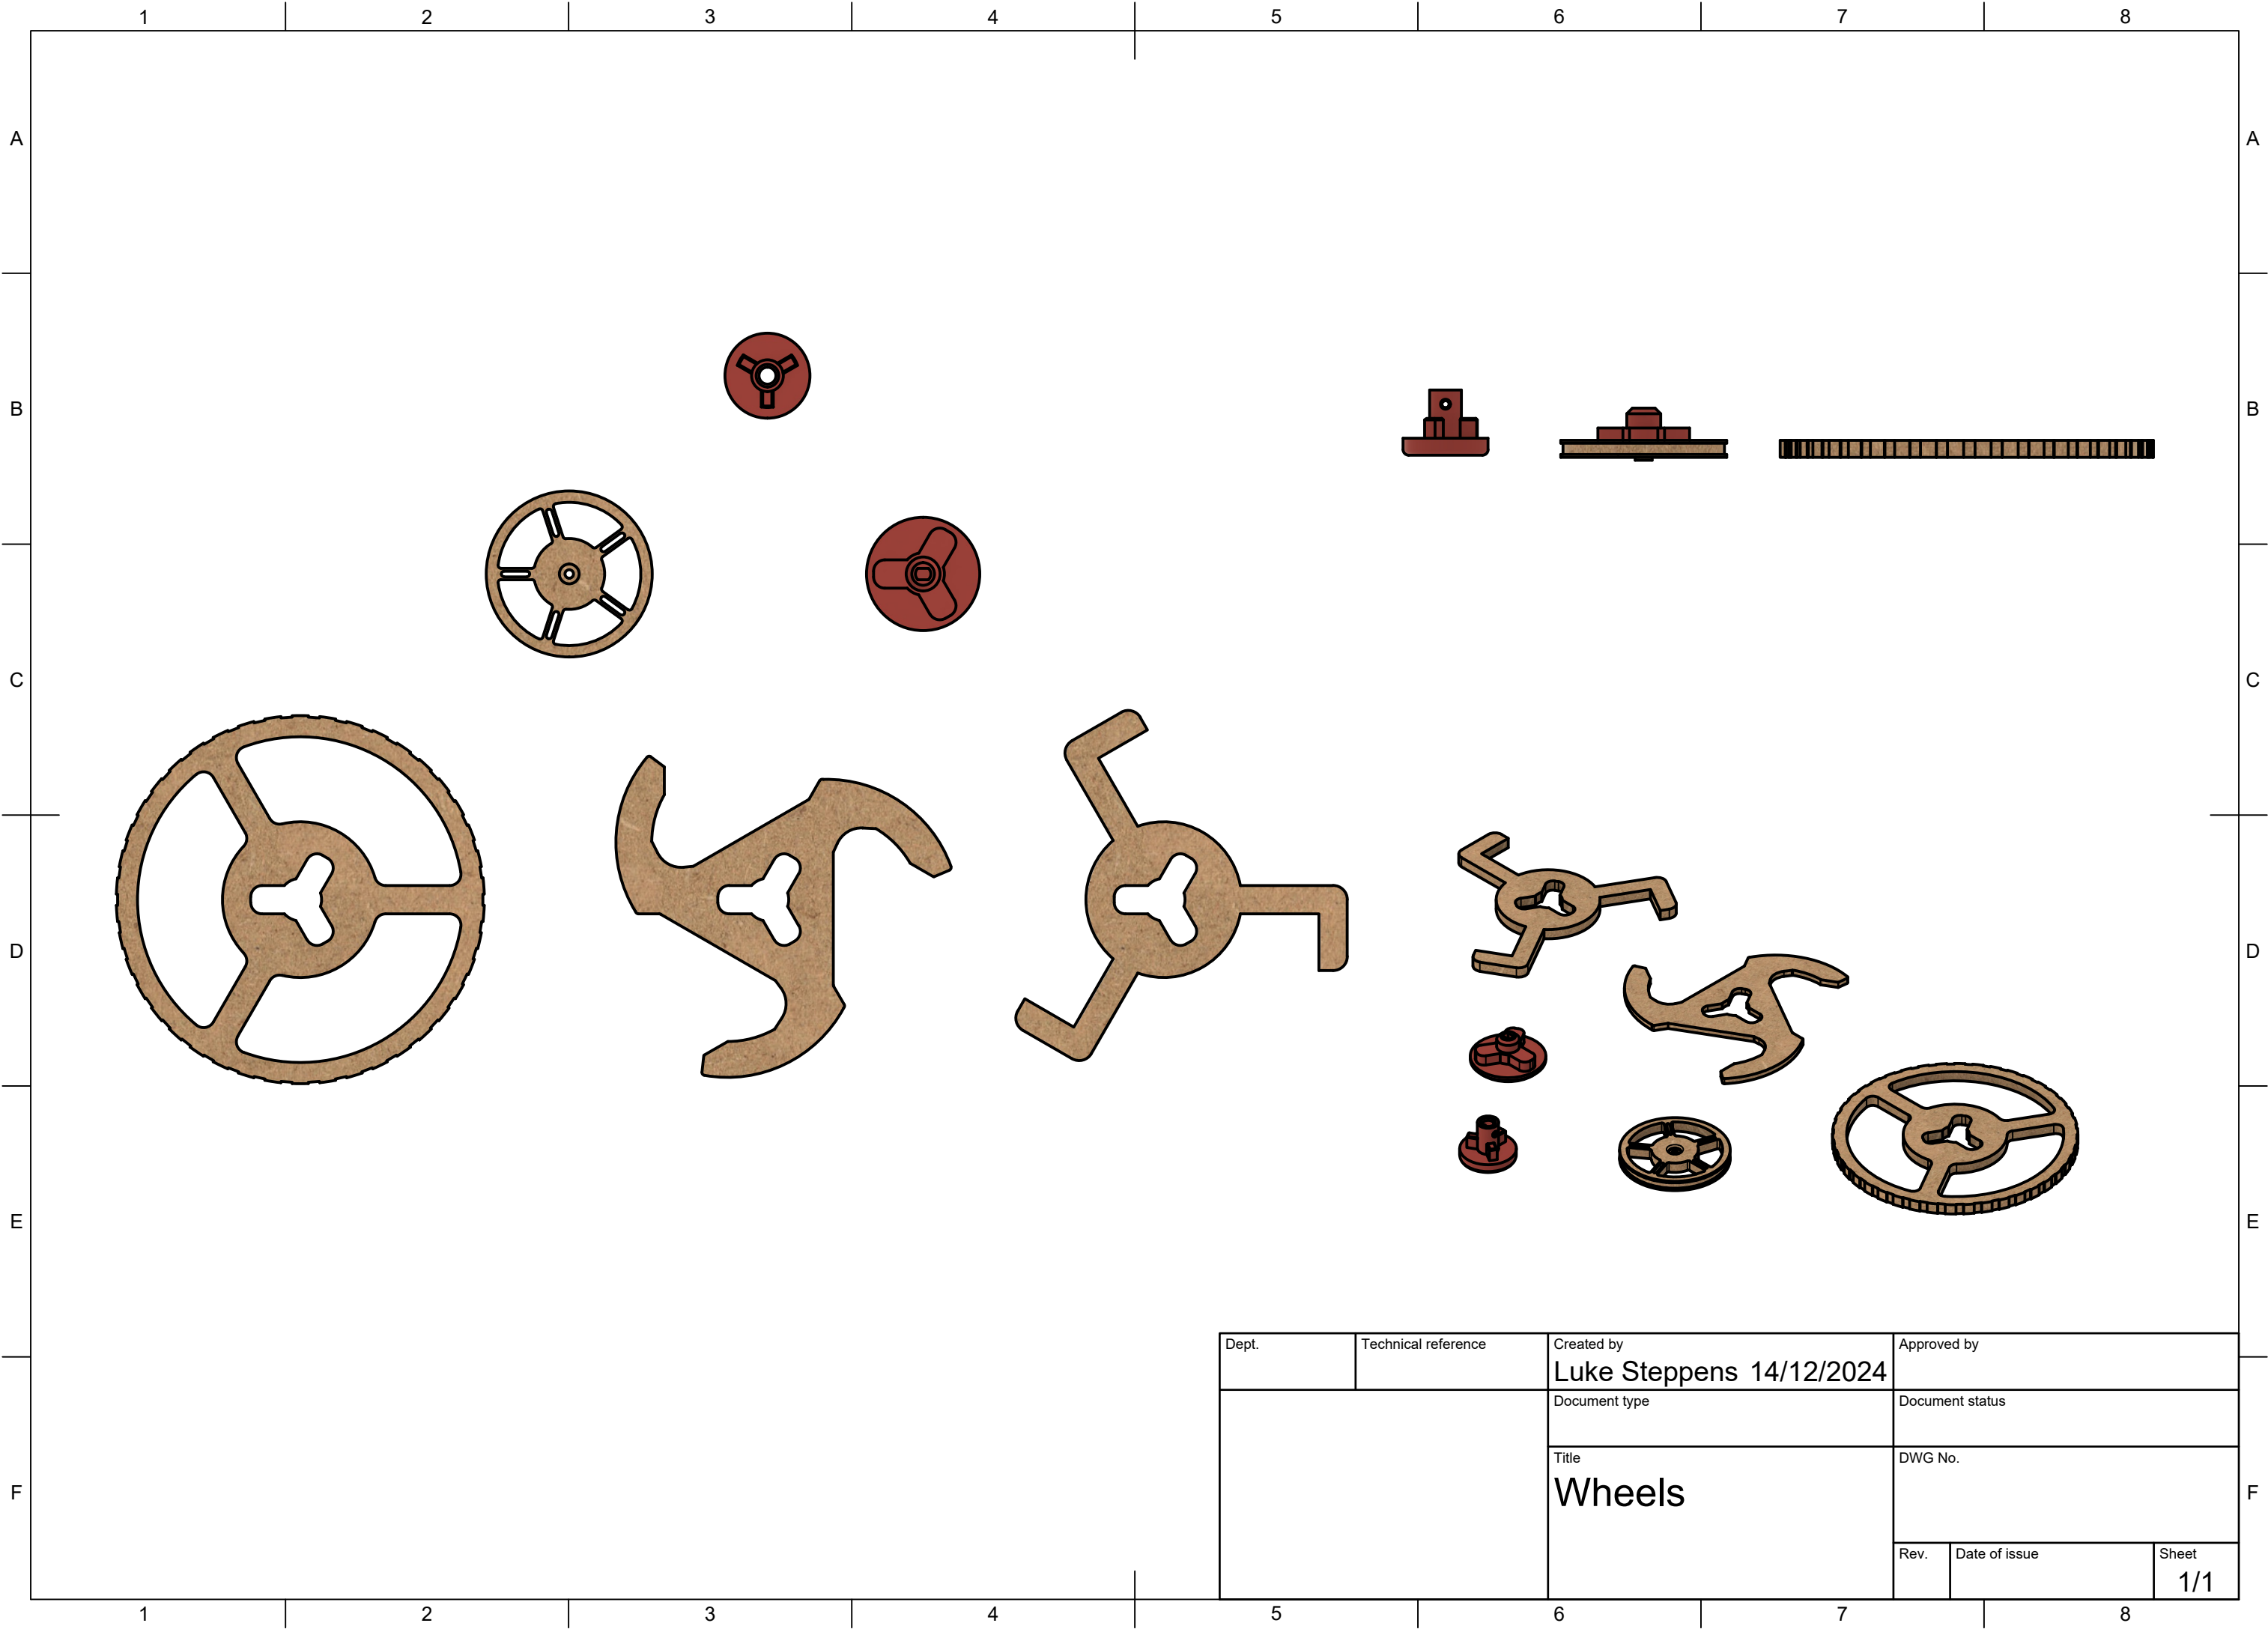 1 2 3 4 5 6 7 8
A A
B B
C C
D D
E E
F F
Dept.
Technical reference
Created by
Luke Steppens 14/12/2024
Approved by
Document type
Document status
Title
Wheels
DWG No.
Rev.
Date of issue
Sheet
1/1
1 2 3 4 5 6 7 8